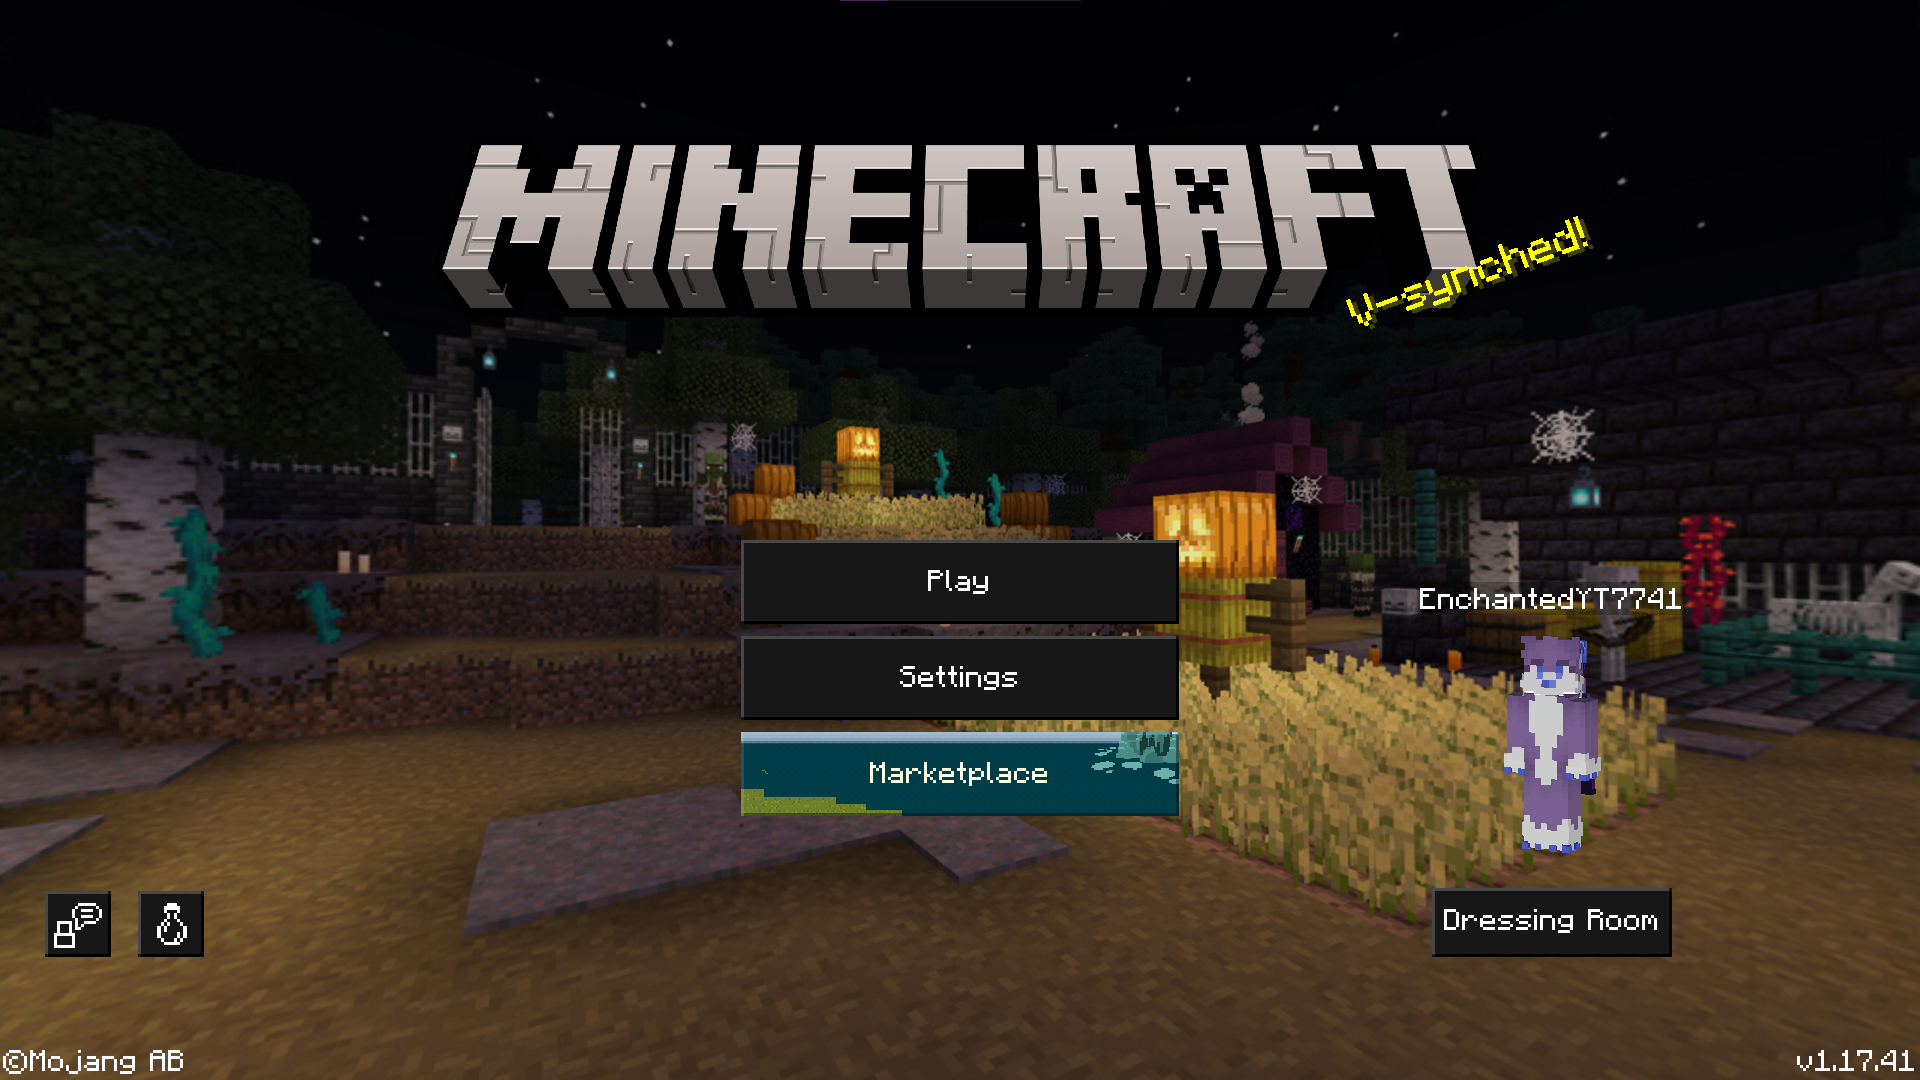 MINECRAFT
V-synched!
Play
EnchantedYT7741
Settings
Marketplace
Dressing Room
©Mojang AB
v1.17.41